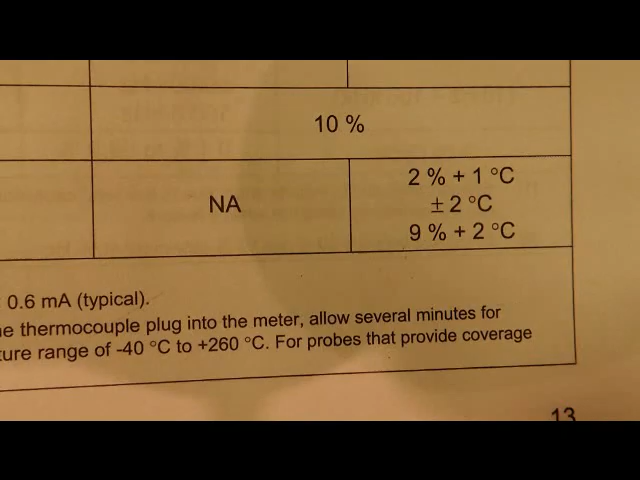 10 %
NA
2 % + 1 °C
± 2 °C
9 % + 2 °C
0.6 mA (typical).
thermocouple plug into the meter, allow several minutes for
range of -40 °C to +260 °C. For probes that provide coverage
13